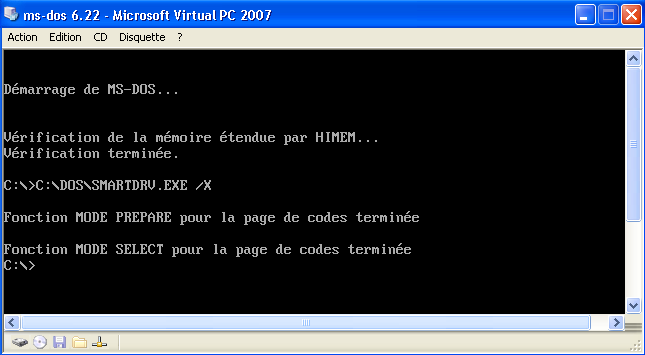 ms-dos 6.22 - Microsoft Virtual PC 2007
Action Edition CD Disquette ?
Démarrage de MS-DOS...
Vérification de la mémoire étendue par HIMEM...
Vérification terminée.
C:\>C:\DOS\SMARTDRV.EXE /X
Fonction MODE PREPARE pour la page de codes terminée
Fonction MODE SELECT pour la page de codes terminée
C:\>